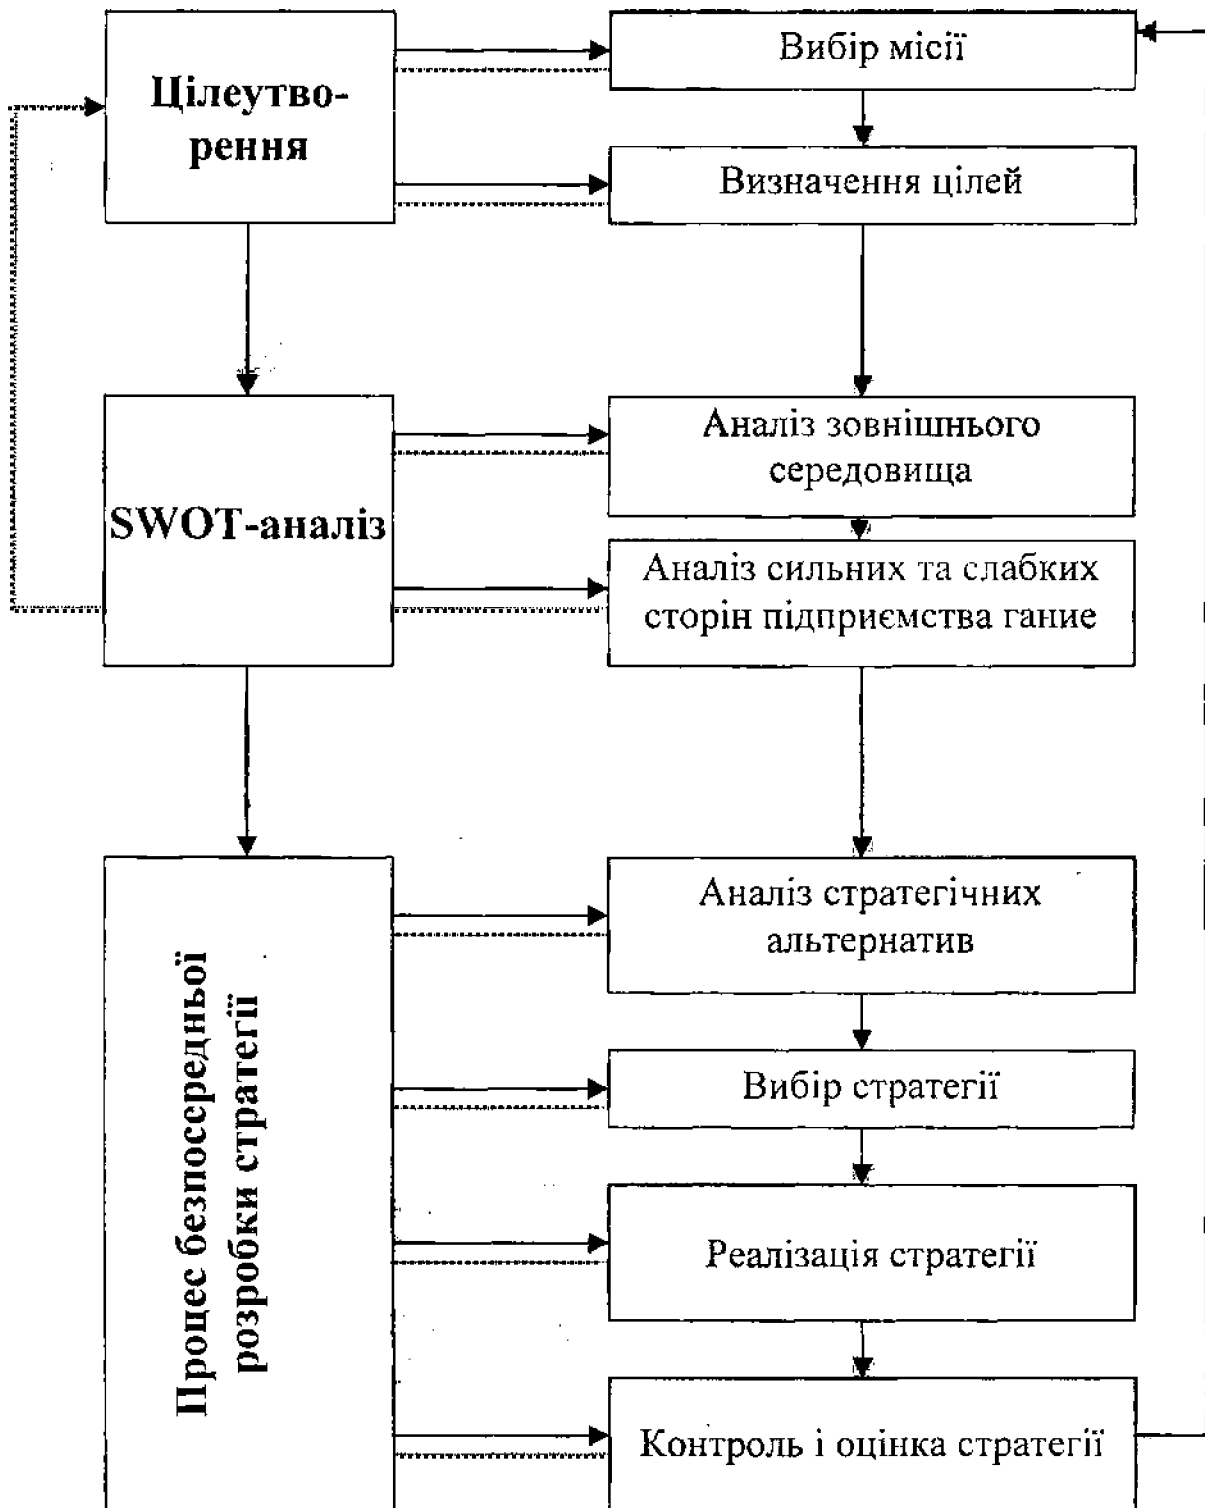 Цілеутво-
рення
Вибір місії
Визначення цілей
SWOT-аналіз
Аналіз зовнішнього
середовища
Аналіз сильних та слабких
сторін підприємства гание
Процес безпоссредньої
розробки стратегії
Аналіз стратегічних
альтернатив
Вибір стратегії
Реалізація стратегії
Контроль і оцінка стратегії